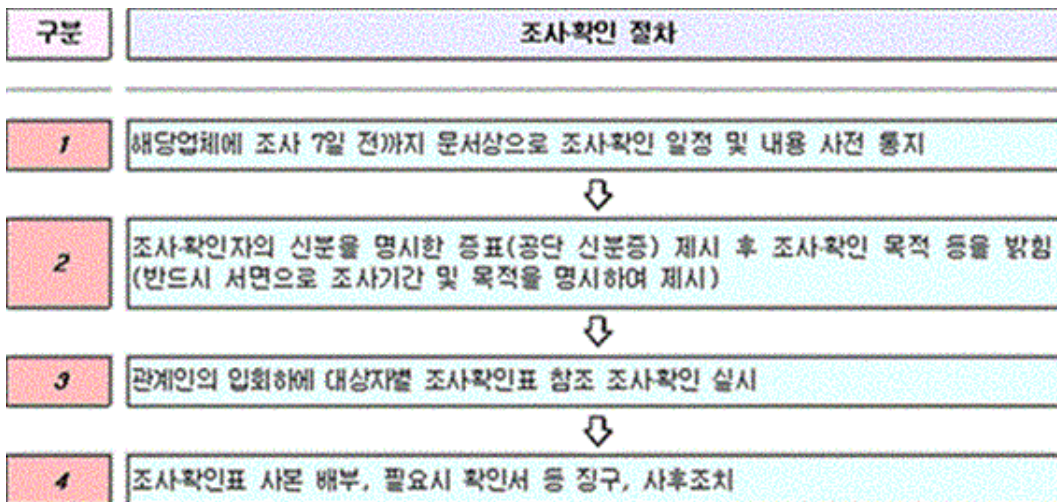 구분
조사·확인 절차
1
해당업체에 조사 7일 전까지 문서상으로 조사·확인 일정 및 내용 사전 통지
2
조사·확인자의 신분을 명시한 증표(공단 신분증) 제시 후 조사·확인 목적 등을 밝힘
(반드시 서면으로 조사기간 및 목적을 명시하여 제시)
3
관계인의 입회하에 대상자별 조사확인표 참조 조사·확인 실시
4
조사·확인표 사본 배부, 필요시 확인서 등 징구, 사후조치